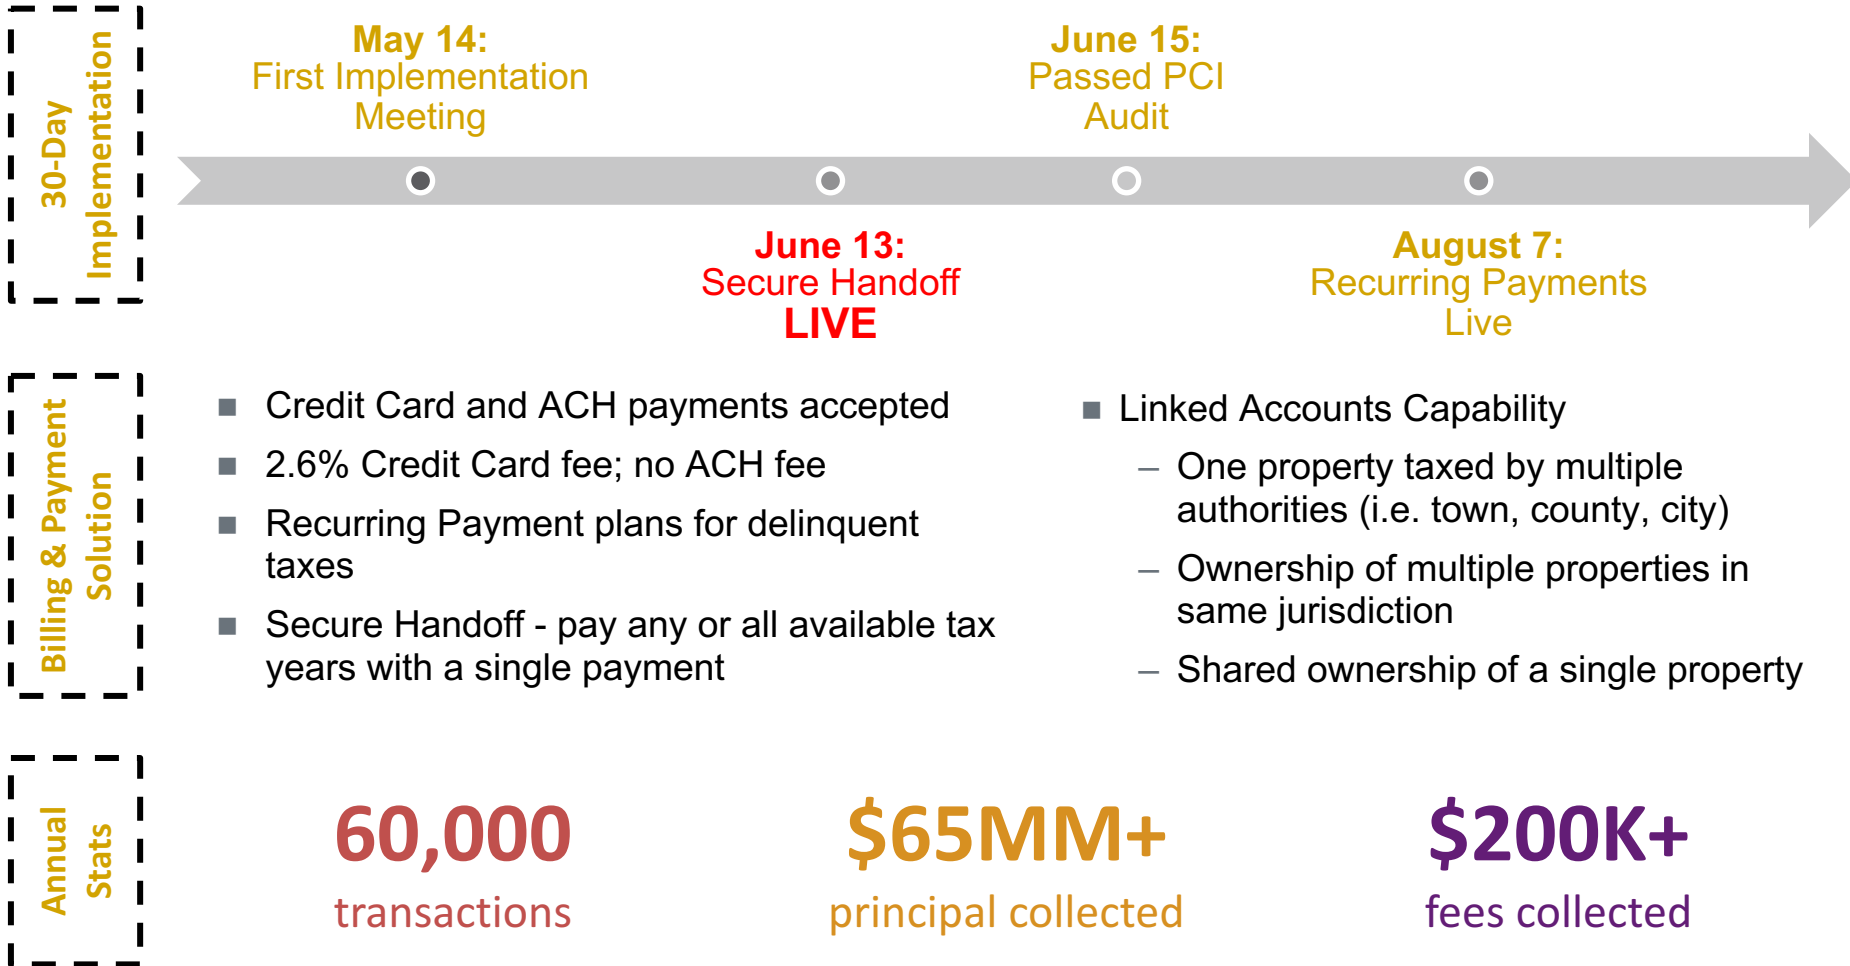 30-Day
Implementation
May 14:
First Implementation
Meeting
June 15:
Passed PCI
Audit
June 13:
Secure Handoff
LIVE
August 7:
Recurring Payments
Live
Billing & Payment
Solution
■ Credit Card and ACH payments accepted
■ 2.6% Credit Card fee; no ACH fee
■ Recurring Payment plans for delinquent
taxes
■ Secure Handoff - pay any or all available tax
years with a single payment
■ Linked Accounts Capability
– One property taxed by multiple
authorities (i.e. town, county, city)
– Ownership of multiple properties in
same jurisdiction
– Shared ownership of a single property
Annual
Stats
60,000
transactions
$65MM+
principal collected
$200K+
fees collected